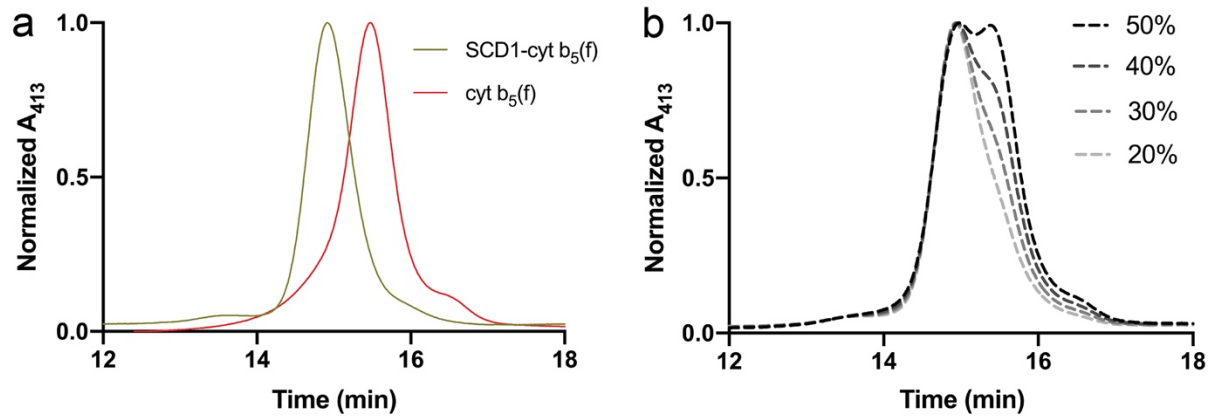 a
Normalized A413
1.0
0.5
0.0
12
14
16
18
Time (min)
SCD1-cyt b5(f)
cyt b5(f)
b
Normalized A413
1.0
0.5
0.0
12
14
16
18
Time (min)
50%
40%
30%
20%